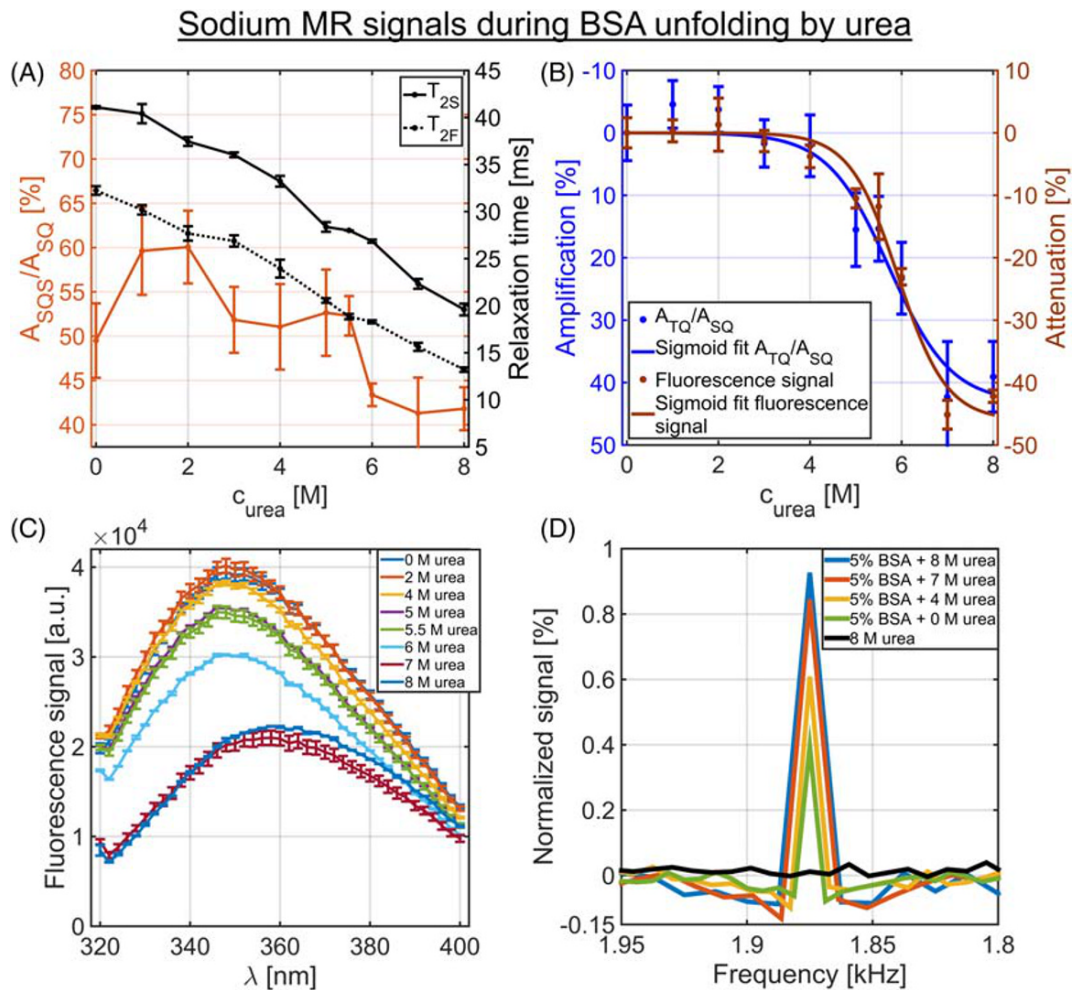 Sodium MR signals during BSA unfolding by urea
(A)
80
75
70
65
60
55
50
45
40
A_SQS/A_SQ [%]
45
40
35
30
25
20
15
10
5
Relaxation time [ms]
T_2S
T_2F
0 2 4 6 8
c_urea [M]
(B)
-10
0
10
20
30
40
50
Amplification [%]
10
0
-10
-20
-30
-40
-50
Attenuation [%]
A_TQ/A_SQ
Sigmoid fit A_TQ/A_SQ
Fluorescence signal
Sigmoid fit fluorescence
signal
0 2 4 6 8
c_urea [M]
(C)
×10^4
4
3
2
1
0
Fluorescence signal [a.u.]
0 M urea
2 M urea
4 M urea
5 M urea
5.5 M urea
6 M urea
7 M urea
8 M urea
320 340 360 380 400
λ [nm]
(D)
1
0.8
0.6
0.4
0.2
0
-0.15
Normalized signal [%]
5% BSA + 8 M urea
5% BSA + 7 M urea
5% BSA + 4 M urea
5% BSA + 0 M urea
8 M urea
1.95 1.9 1.85 1.8
Frequency [kHz]